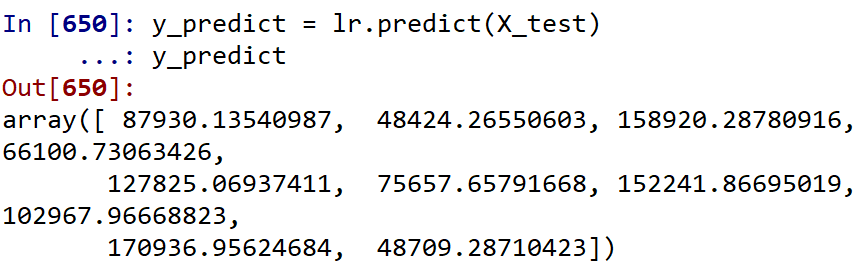 In [650]: y_predict = lr.predict(X_test)
     ...: y_predict
Out[650]:
array([ 87930.13540987,  48424.26550603, 158920.28780916,
66100.73063426,
       127825.06937411,  75657.65791668, 152241.86695019,
102967.96668823,
       170936.95624684,  48709.28710423])